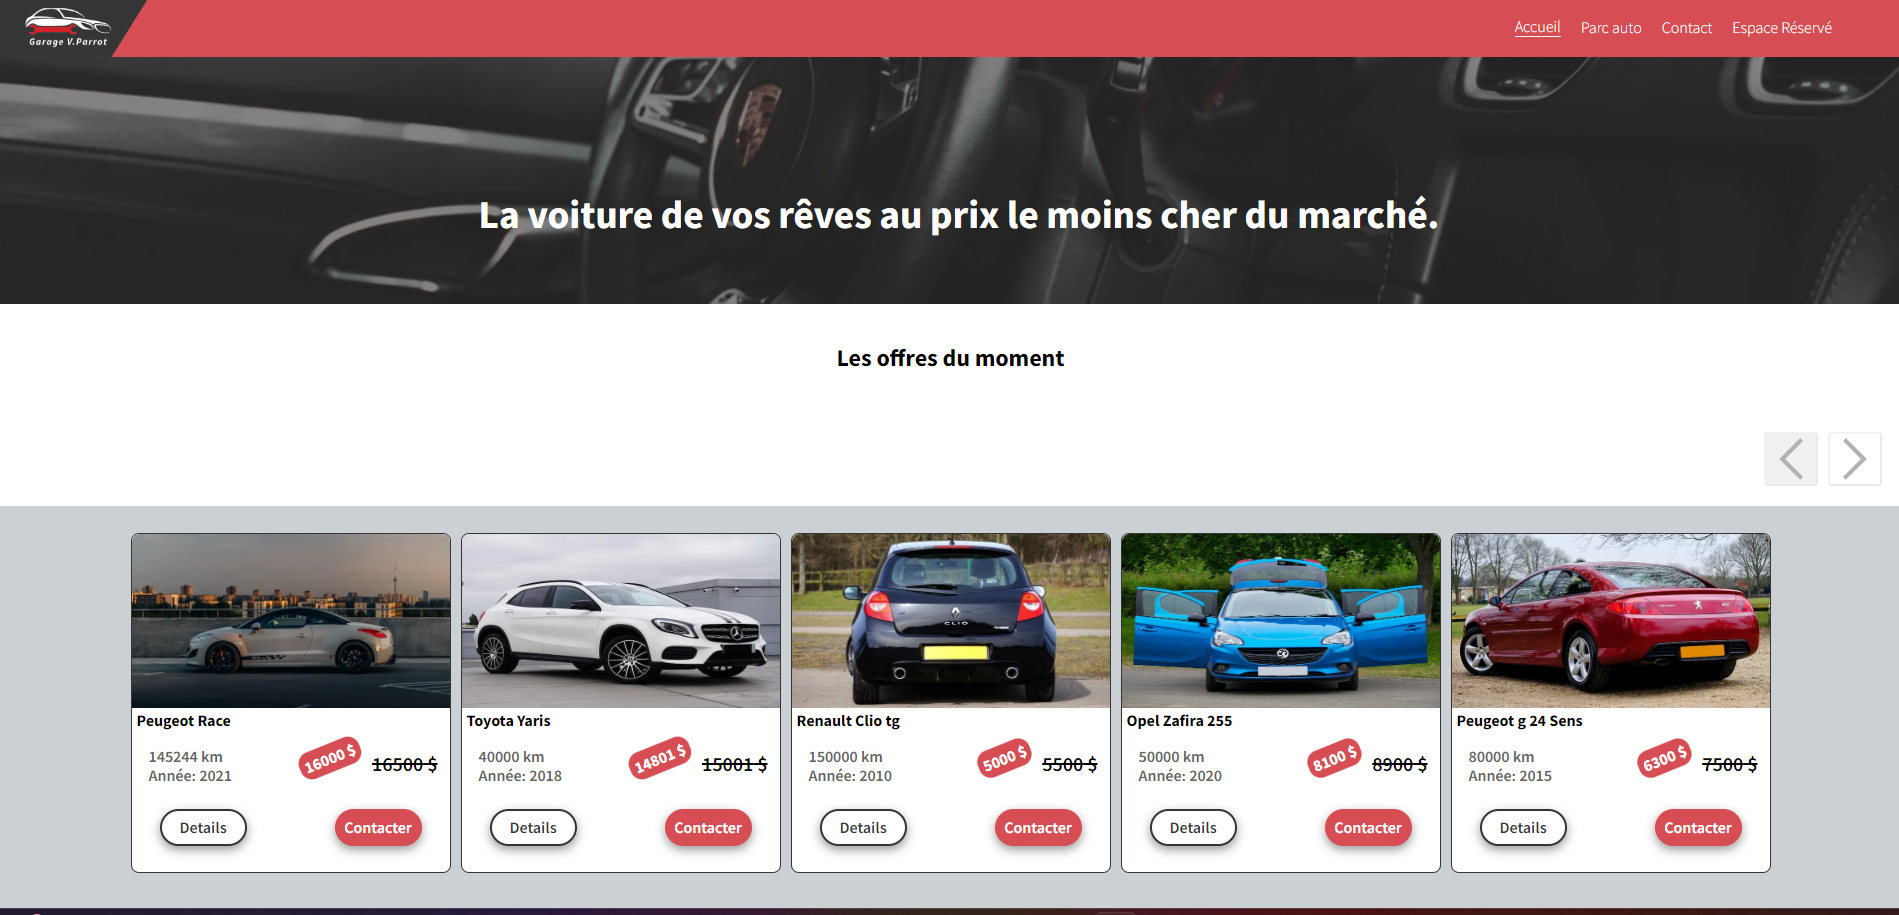 Garage V.Parrot
Accueil
Parc auto
Contact
Espace Réservé
La voiture de vos rêves au prix le moins cher du marché.
Les offres du moment
CLIO
Peugeot Race
145244 km
Année: 2021
16000 $
16500 $
Details
Contacter
Toyota Yaris
40000 km
Année: 2018
14801 $
15001 $
Details
Contacter
Renault Clio tg
150000 km
Année: 2010
5000 $
5500 $
Details
Contacter
Opel Zafira 255
50000 km
Année: 2020
8100 $
8900 $
Details
Contacter
Peugeot g 24 Sens
80000 km
Année: 2015
6300 $
7500 $
Details
Contacter